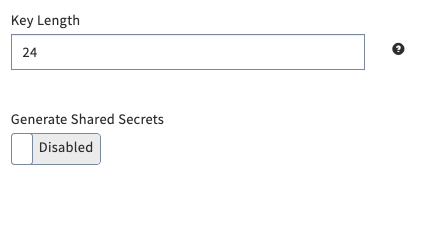 Key Length
24
Generate Shared Secrets
Disabled